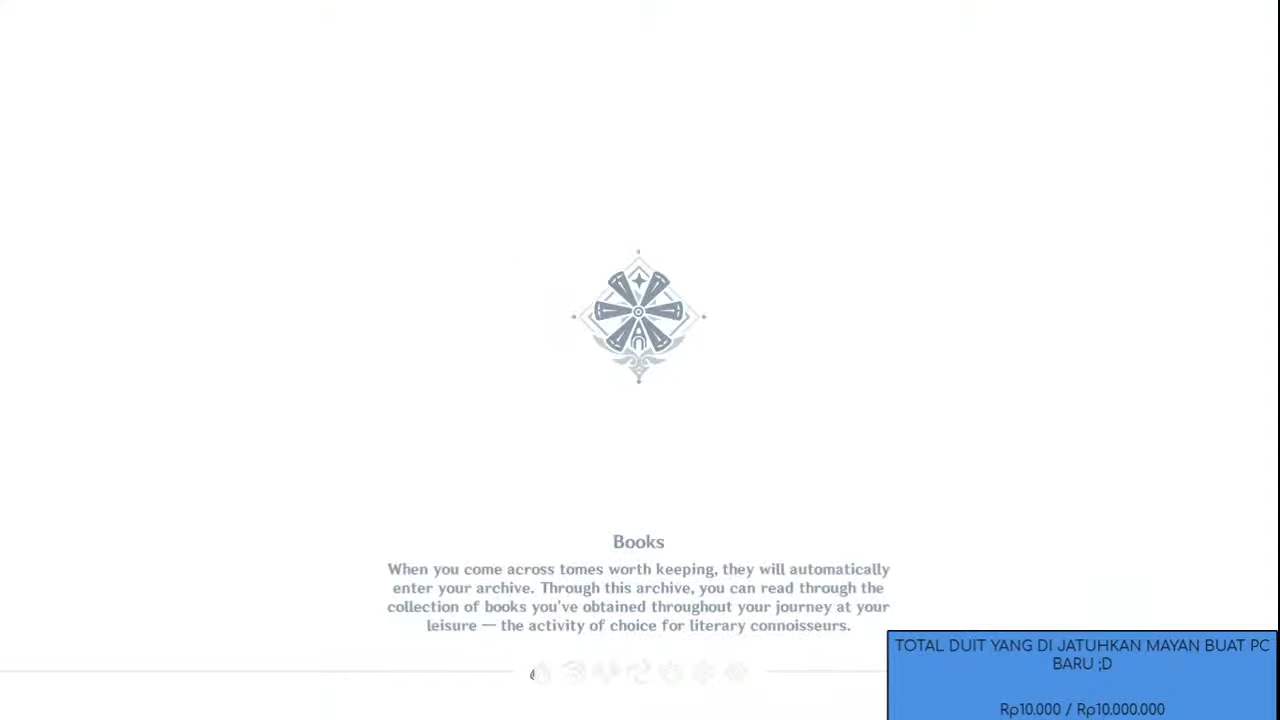 Books
When you come across tomes worth keeping, they will automatically
enter your archive. Through this archive, you can read through the
collection of books you've obtained throughout your journey at your
leisure — the activity of choice for literary connoisseurs.
TOTAL DUIT YANG DI JATUHKAN MAYAN BUAT PC
BARU ;D
Rp10.000 / Rp10.000.000